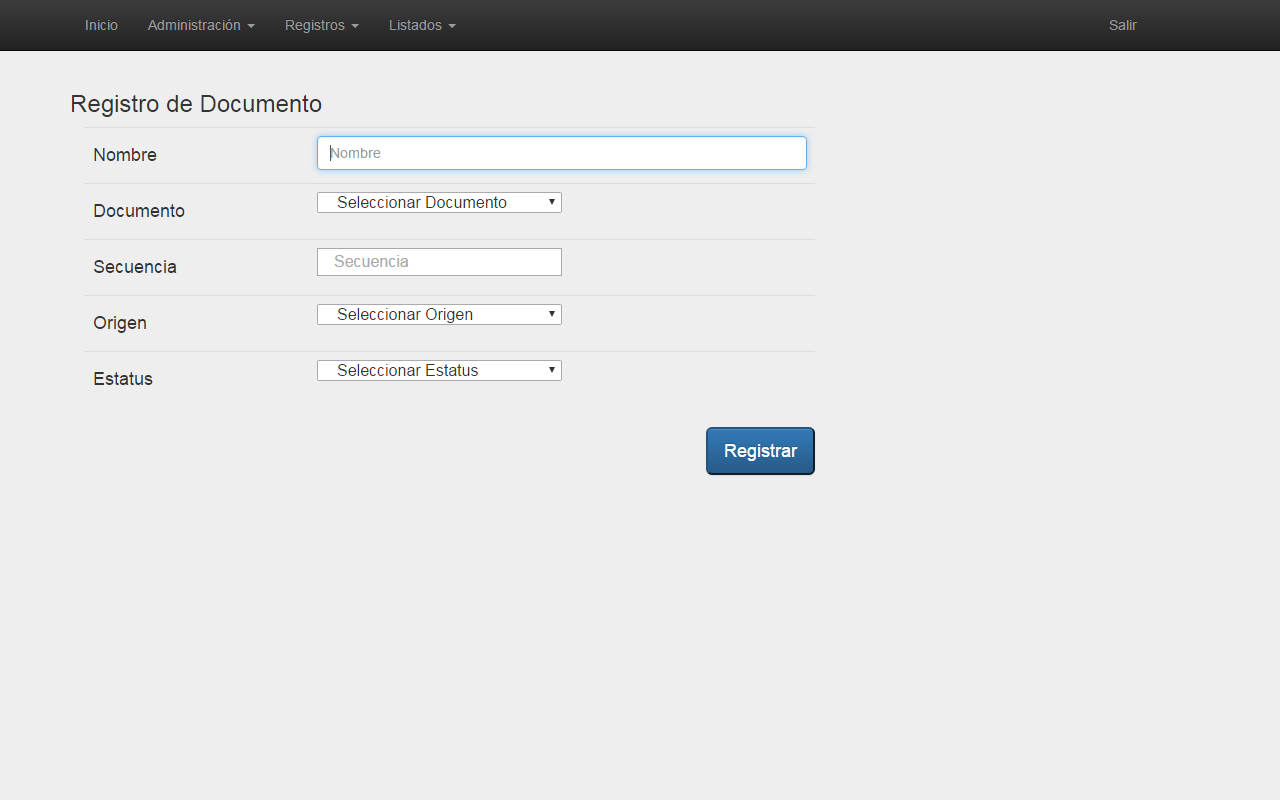 Inicio Administración Registros Listados Salir
Registro de Documento
Nombre Nombre
Documento Seleccionar Documento
Secuencia Secuencia
Origen Seleccionar Origen
Estatus Seleccionar Estatus
Registrar